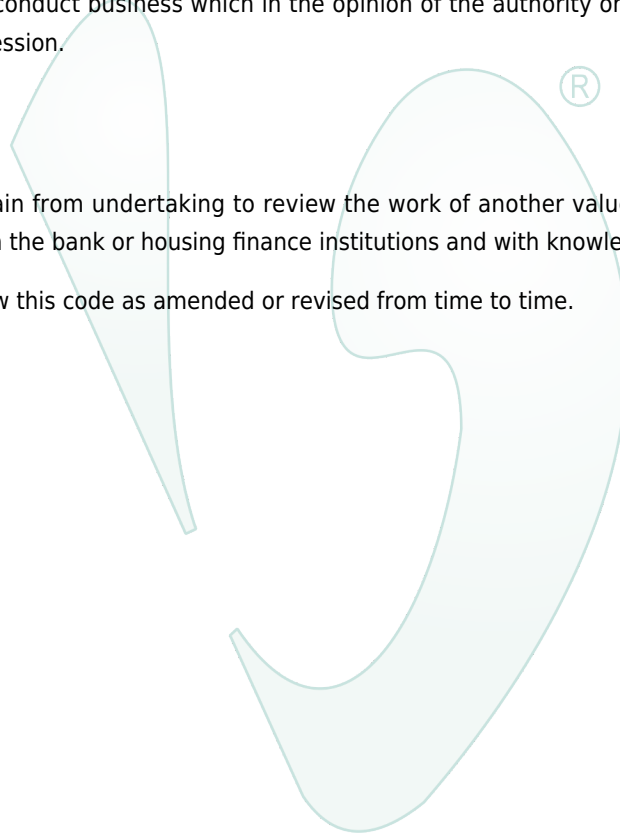 conduct business which in the opinion of the authority or
ession.
®
ain from undertaking to review the work of another valu
the bank or housing finance institutions and with knowle
w this code as amended or revised from time to time.